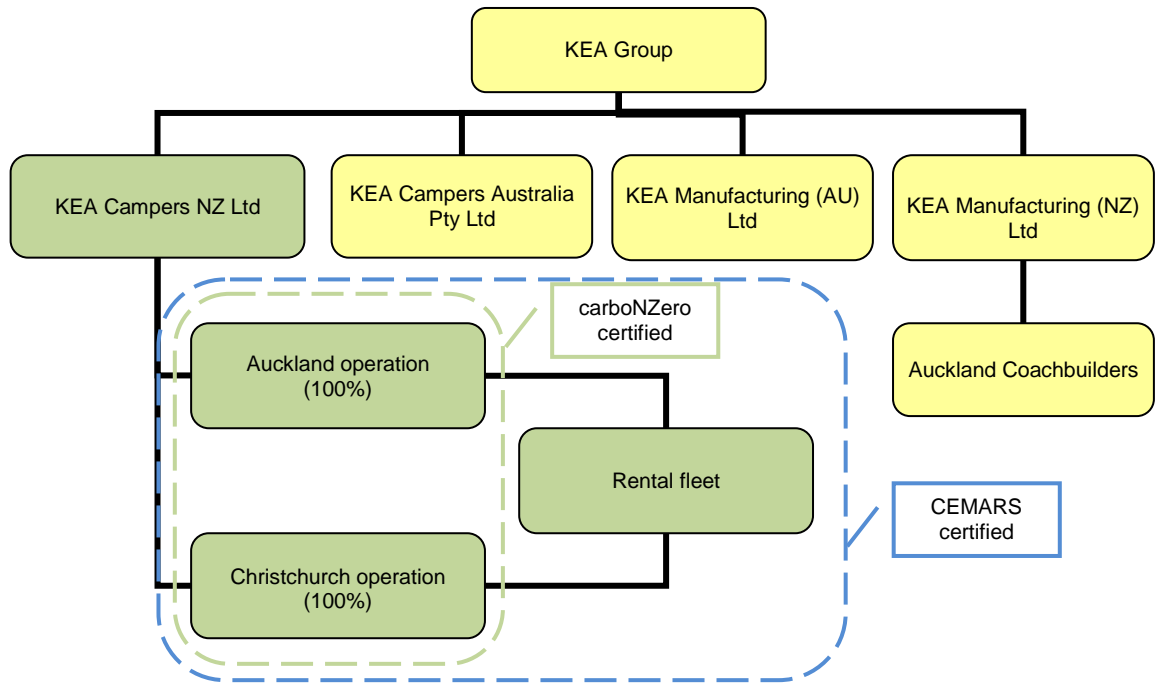 KEA Group
KEA Campers NZ Ltd
KEA Campers Australia
Pty Ltd
KEA Manufacturing (AU)
Ltd
KEA Manufacturing (NZ)
Ltd
carboNZero
certified
Auckland operation
(100%)
Auckland Coachbuilders
Rental fleet
CEMARS
certified
Christchurch operation
(100%)